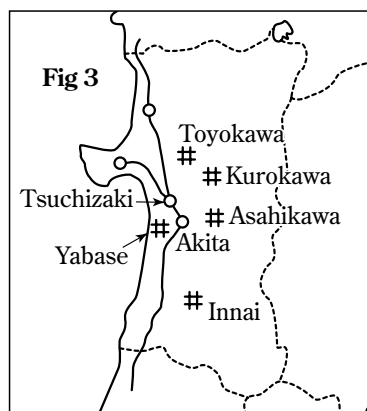 Fig 3
Toyokawa
Kurokawa
Tsuchizaki
Asahikawa
Akita
Yabase
Innai